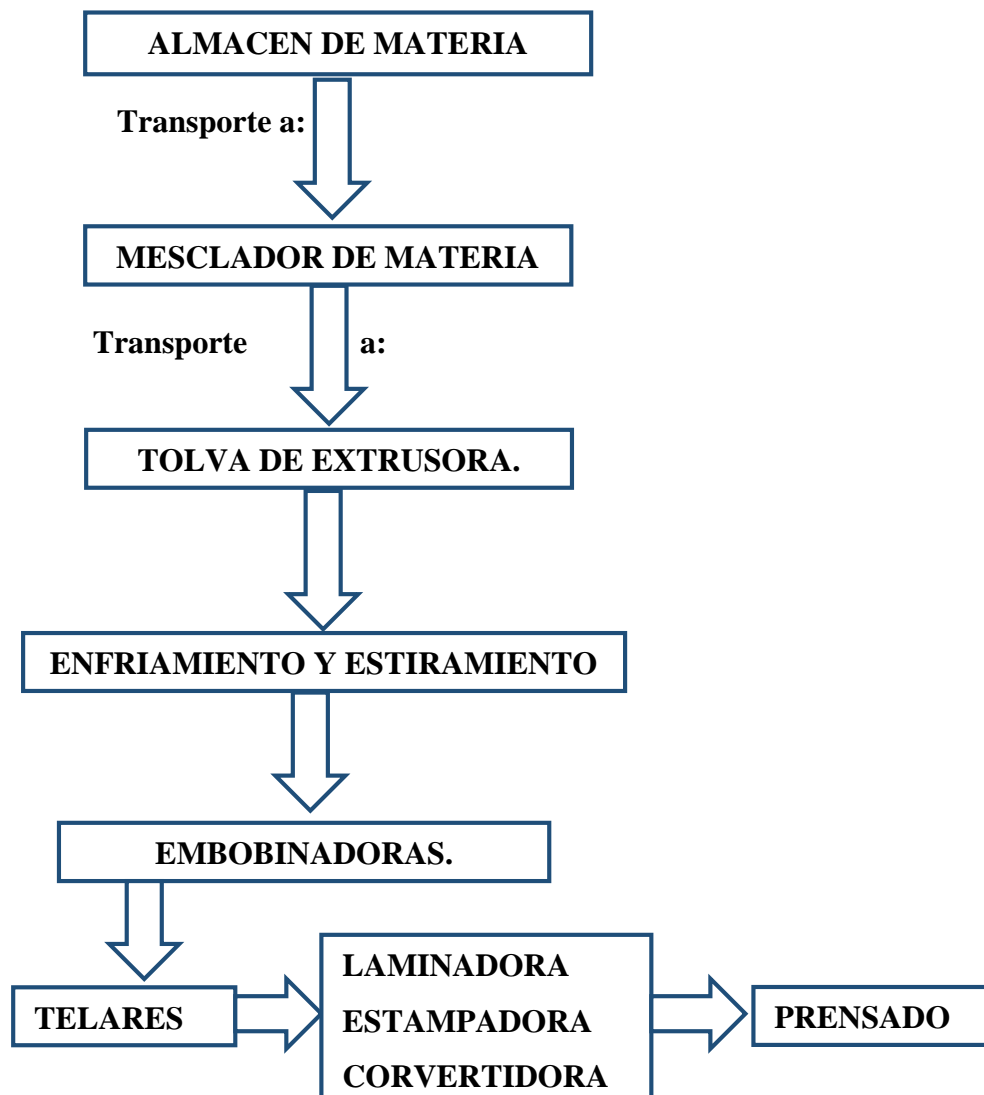 ALMACEN DE MATERIA
Transporte a:
MESCLADOR DE MATERIA
Transporte a:
TOLVA DE EXTRUSORA.
ENFRIAMIENTO Y ESTIRAMIENTO
EMBOBINADORAS.
TELARES
LAMINADORA
ESTAMPADORA
CORVERTIDORA
PRENSADO